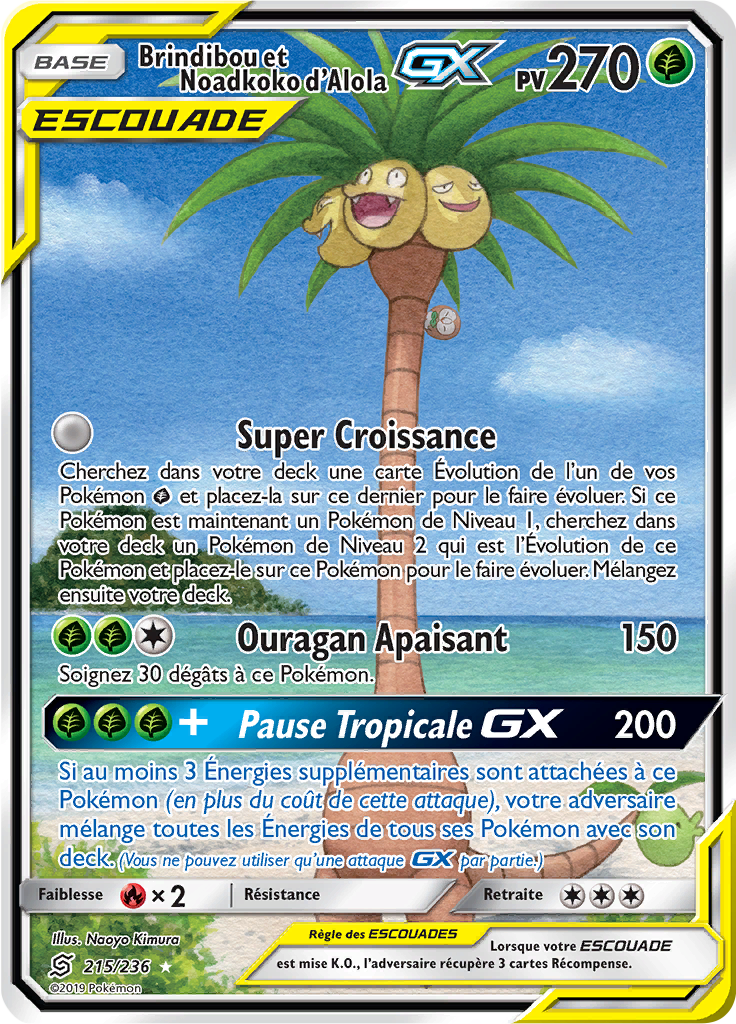 BASE
Brindibou et
Noadkoko d'Alola GX PV270
ESCOUADE
Super Croissance
Cherchez dans votre deck une carte Évolution de l'un de vos
Pokémon et placez-la sur ce dernier pour le faire évoluer. Si ce
Pokémon est maintenant un Pokémon de Niveau 1, cherchez dans
votre deck un Pokémon de Niveau 2 qui est l'Évolution de ce
Pokémon et placez-le sur ce Pokémon pour le faire évoluer. Mélangez
ensuite votre deck.
Ouragan Apaisant 150
Soignez 30 dégâts à ce Pokémon.
+ Pause Tropicale GX 200
Si au moins 3 Énergies supplémentaires sont attachées à ce
Pokémon (en plus du coût de cette attaque), votre adversaire
mélange toutes les Énergies de tous ses Pokémon avec son
deck. (Vous ne pouvez utiliser qu'une attaque GX par partie.)
Faiblesse ×2 Résistance Retraite
Illus. Naoyo Kimura
215/236
©2019 Pokémon
Règle des ESCOUADES
Lorsque votre ESCOUADE
est mise K.O., l'adversaire récupère 3 cartes Récompense.